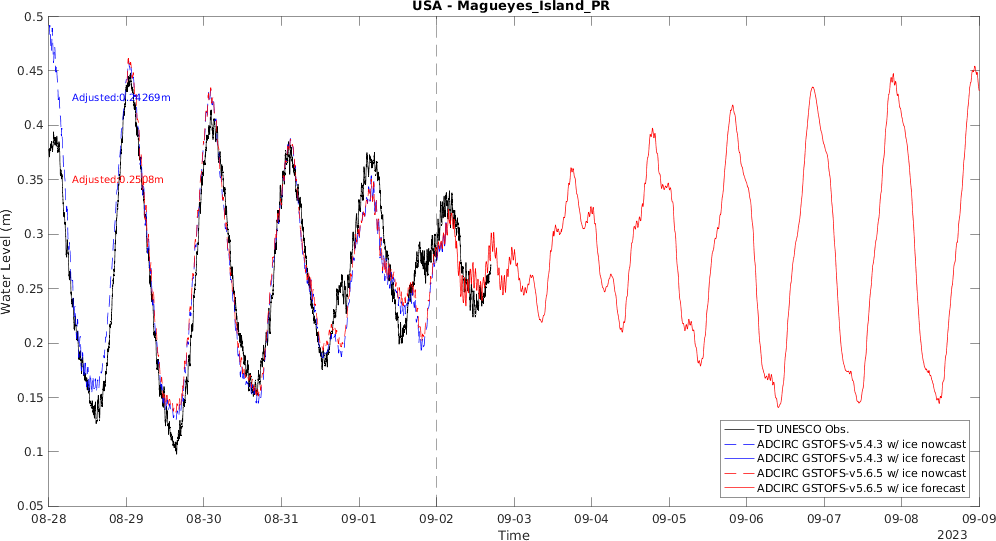 USA - Magueyes_Island_PR
0.5
0.45
0.4
0.35
0.3
0.25
0.2
0.15
0.1
0.05
Water Level (m)
Adjusted:0.24269m
Adjusted:0.2508m
TD UNESCO Obs.
ADCIRC GSTOFS-v5.4.3 w/ ice nowcast
ADCIRC GSTOFS-v5.4.3 w/ ice forecast
ADCIRC GSTOFS-v5.6.5 w/ ice nowcast
ADCIRC GSTOFS-v5.6.5 w/ ice forecast
08-28 08-29 08-30 08-31 09-01 09-02 09-03 09-04 09-05 09-06 09-07 09-08 09-09
Time
2023